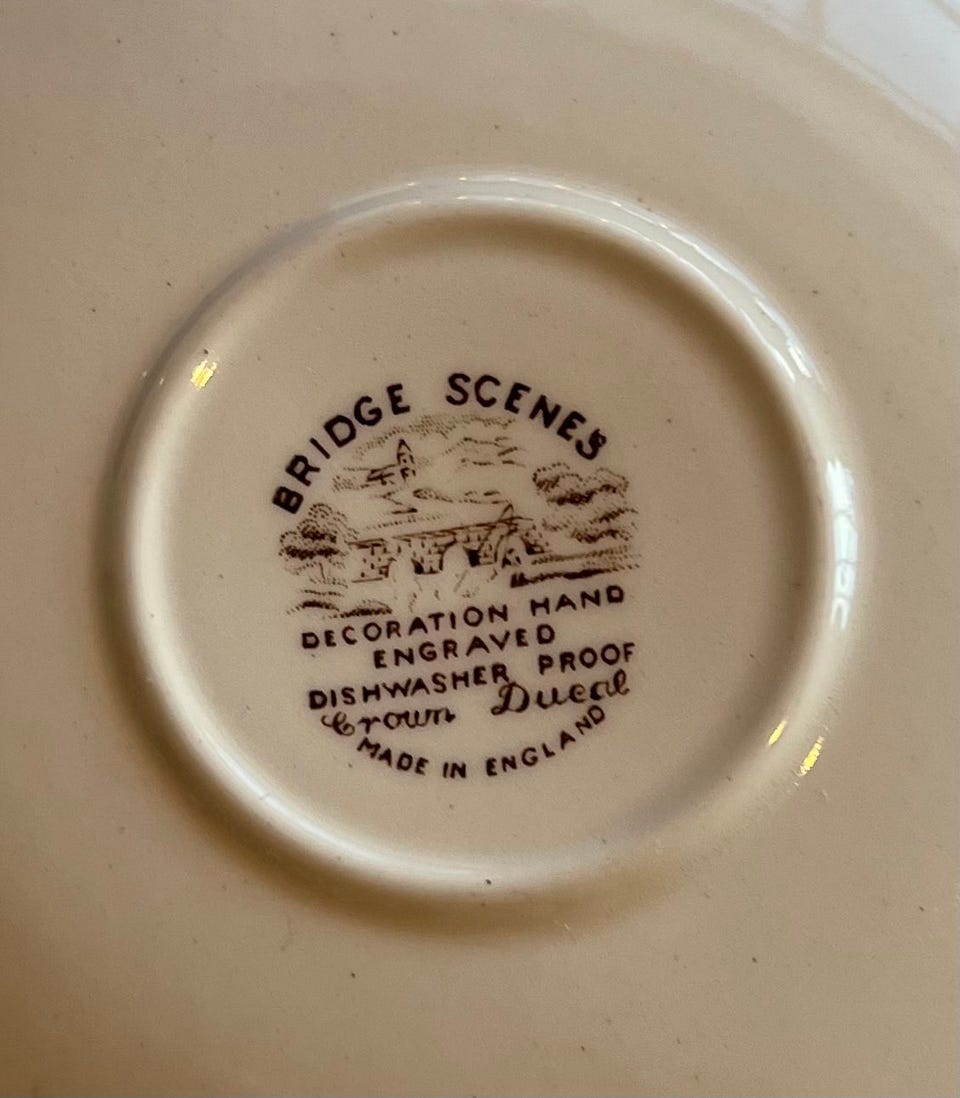 BRIDGE SCENES
DECORATION HAND
ENGRAVED
DISHWASHER PROOF
Crown Ducal
MADE IN ENGLAND